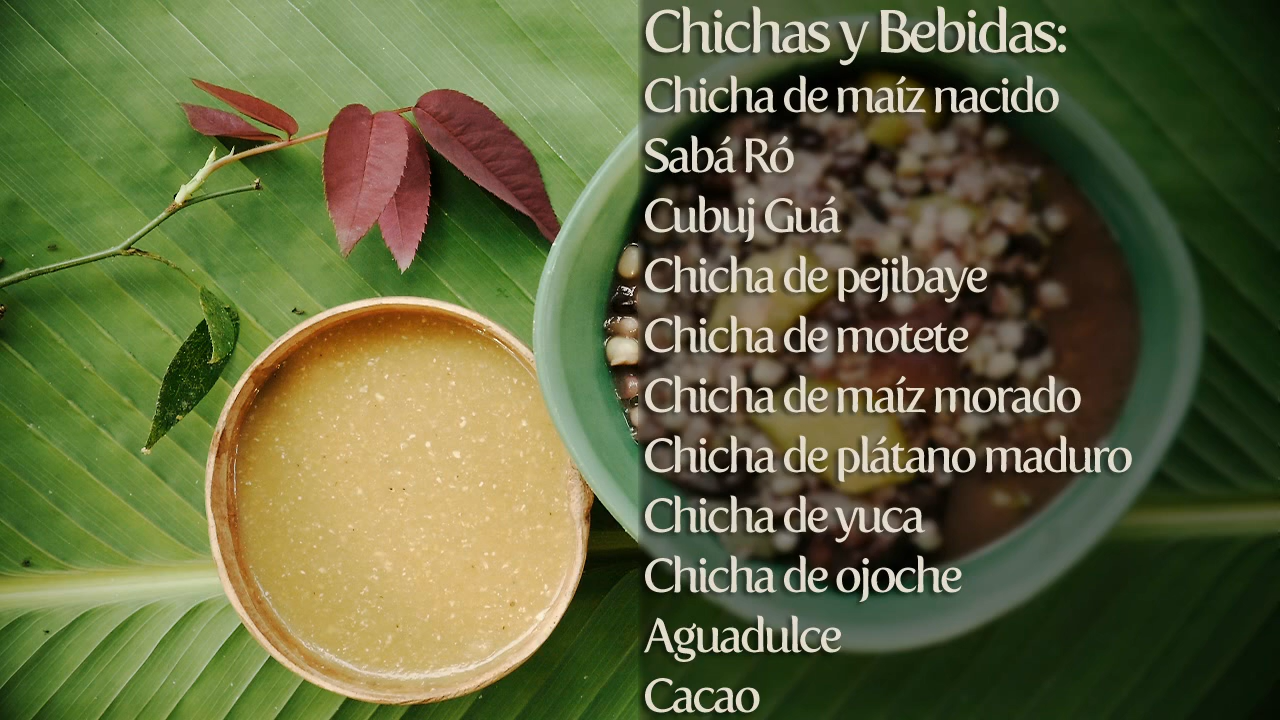 Chichas y Bebidas:
Chicha de maíz nacido
Sabá Ró
Cubuj Guá
Chicha de pejibaye
Chicha de motete
Chicha de maíz morado
Chicha de plátano maduro
Chicha de yuca
Chicha de ojoche
Aguadulce
Cacao